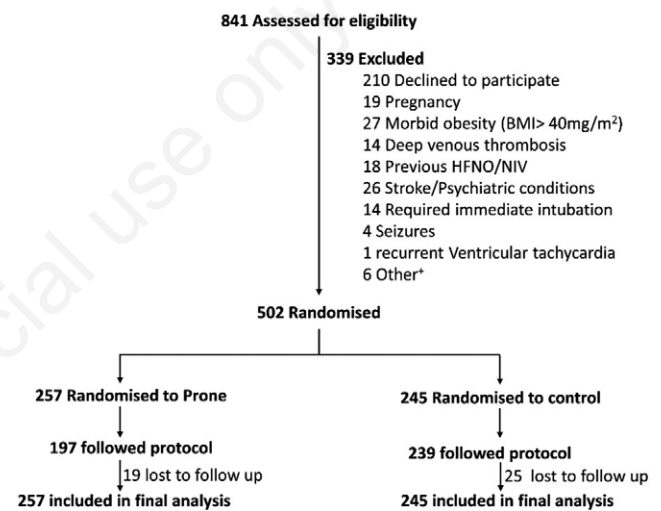 841 Assessed for eligibility
339 Excluded
210 Declined to participate
19 Pregnancy
27 Morbid obesity (BMI> 40mg/m²)
14 Deep venous thrombosis
18 Previous HFNO/NIV
26 Stroke/Psychiatric conditions
14 Required immediate intubation
4 Seizures
1 recurrent Ventricular tachycardia
6 Other⁺
502 Randomised
257 Randomised to Prone
245 Randomised to control
197 followed protocol
239 followed protocol
19 lost to follow up
25 lost to follow up
257 included in final analysis
245 included in final analysis
cial use only